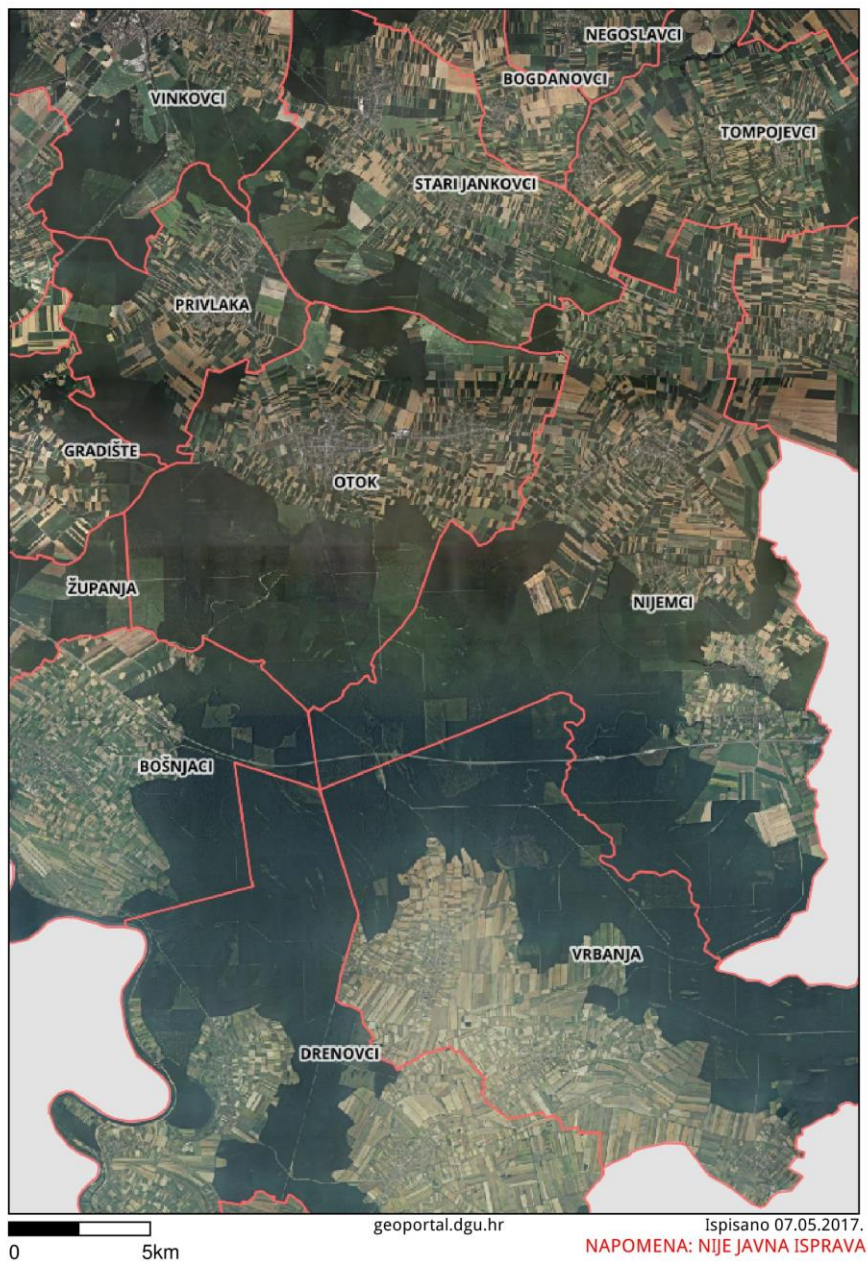 NEGOSLAVCI
BOGDANOVCI
VINKOVCI
TOMPOJEVCI
STARI JANKOVCI
PRIVLAKA
GRADIŠTE
OTOK
ŽUPANJA
NIJEMCI
BOŠNJACI
VRBANJA
DRENOVCI
0 5km
geoportal.dgu.hr
Ispisano 07.05.2017.
NAPOMENA: NIJE JAVNA ISPRAVA